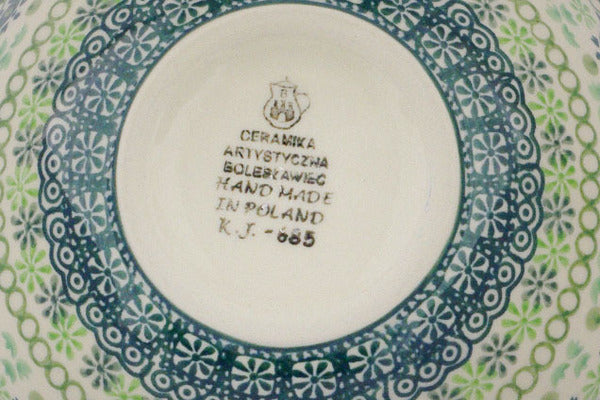 CERAMIKA
ARTYSTYCZNA
BOLESŁAWIEC
HAND MADE
IN POLAND
K.J.-685